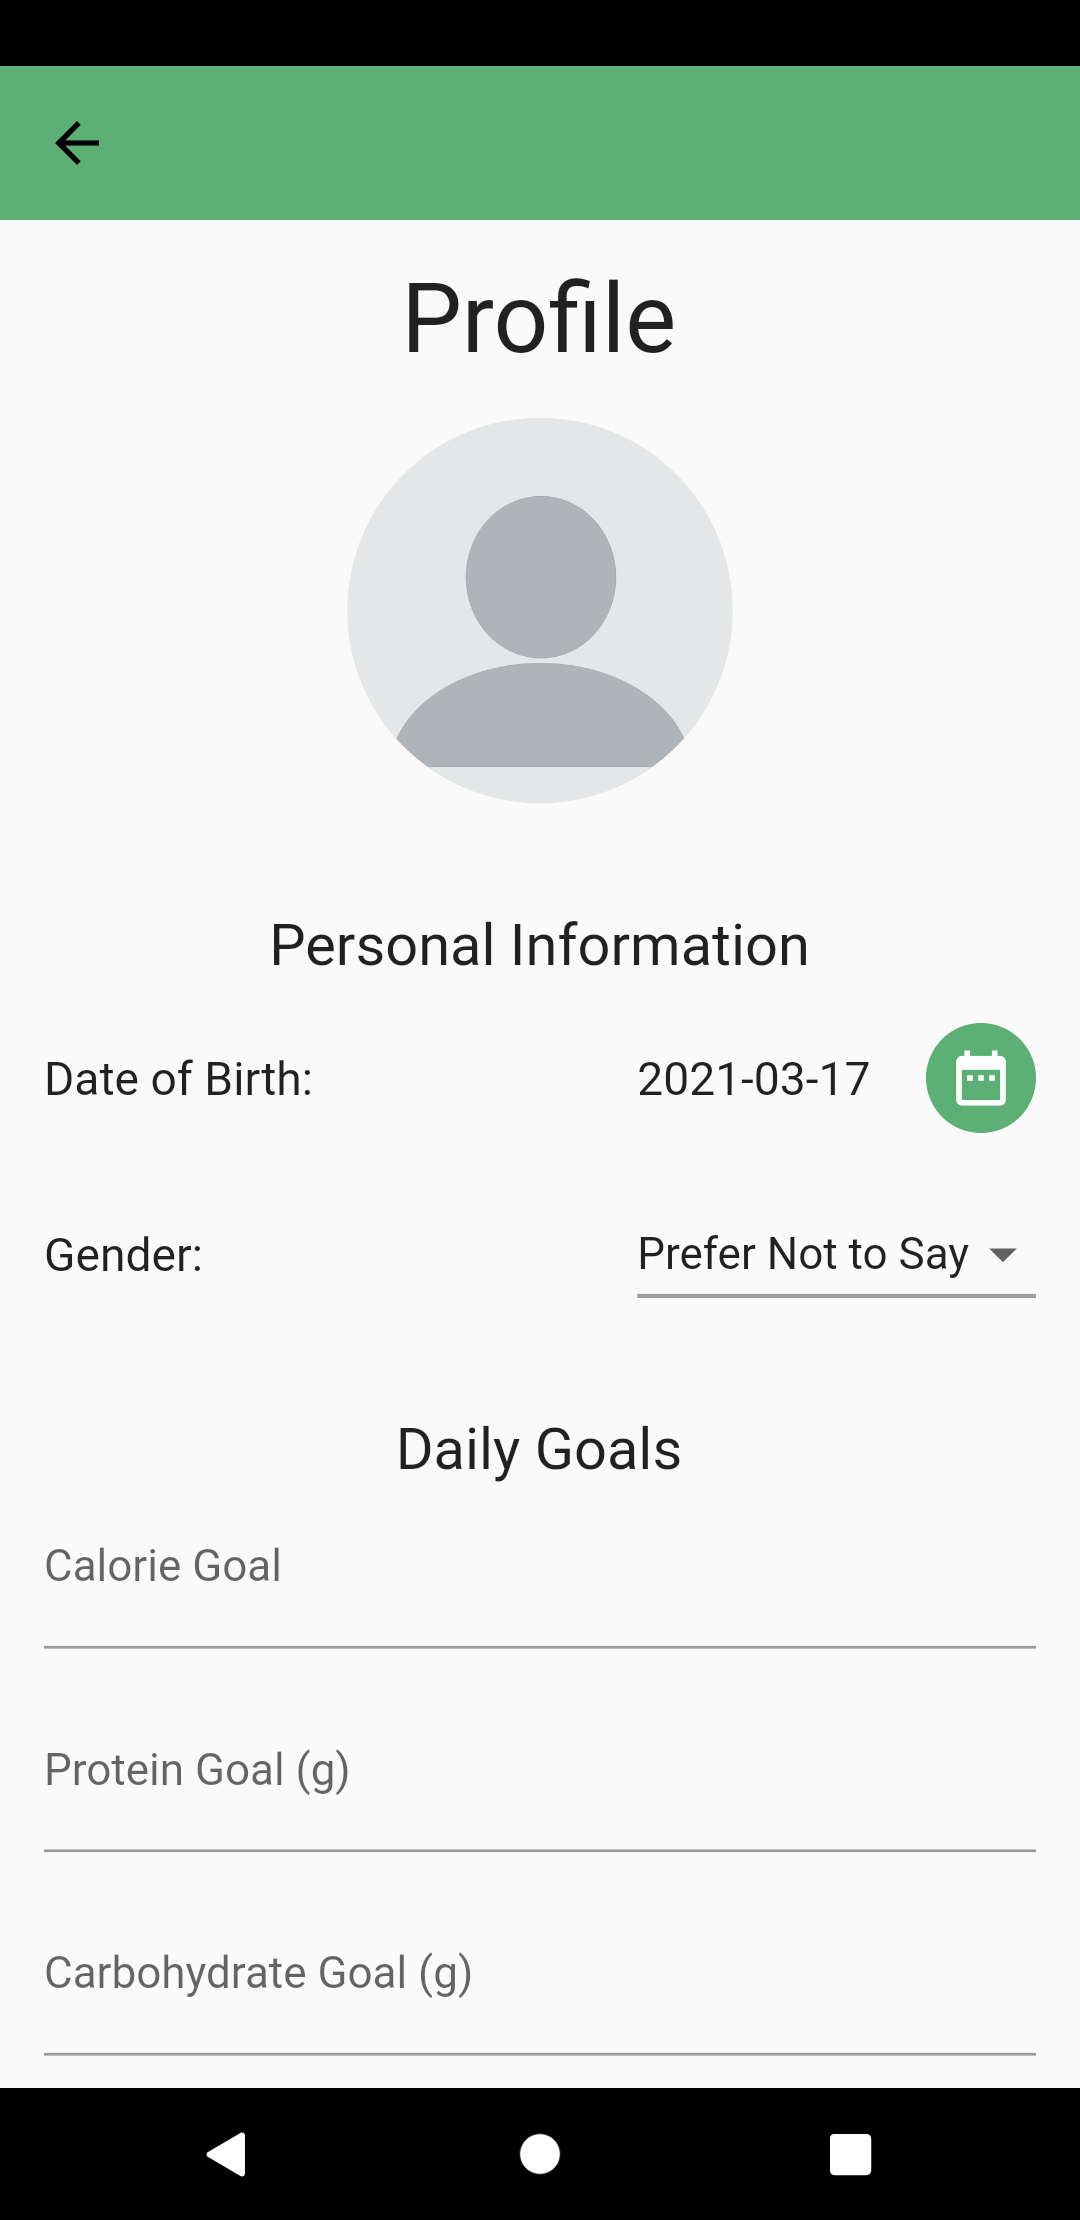 Profile
Personal Information
Date of Birth: 2021-03-17
Gender: Prefer Not to Say
Daily Goals
Calorie Goal
Protein Goal (g)
Carbohydrate Goal (g)